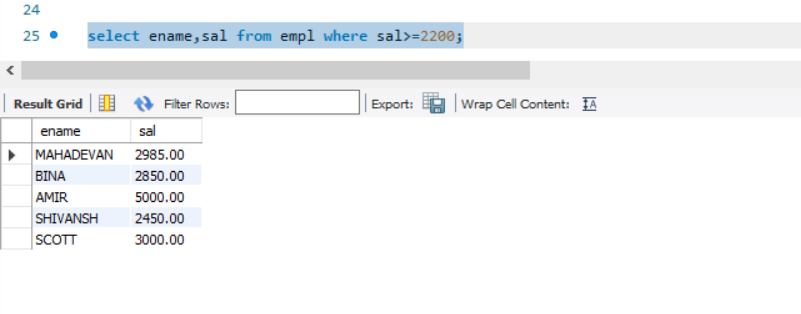 24
25 select ename,sal from empl where sal>=2200;
Result Grid Filter Rows: Export: Wrap Cell Content: IA
ename sal
MAHADEVAN 2985.00
BINA 2850.00
AMIR 5000.00
SHIVANSH 2450.00
SCOTT 3000.00